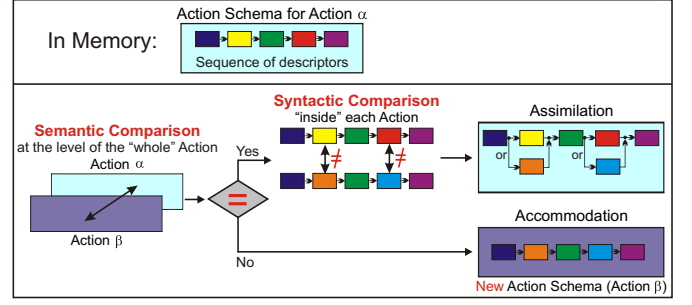 In Memory:
Action Schema for Action α
Sequence of descriptors
Semantic Comparison
at the level of the "whole" Action
Action α
Action β
=
Yes
No
Syntactic Comparison
"inside" each Action
≠ ≠
Assimilation
or or
Accommodation
New Action Schema (Action β)